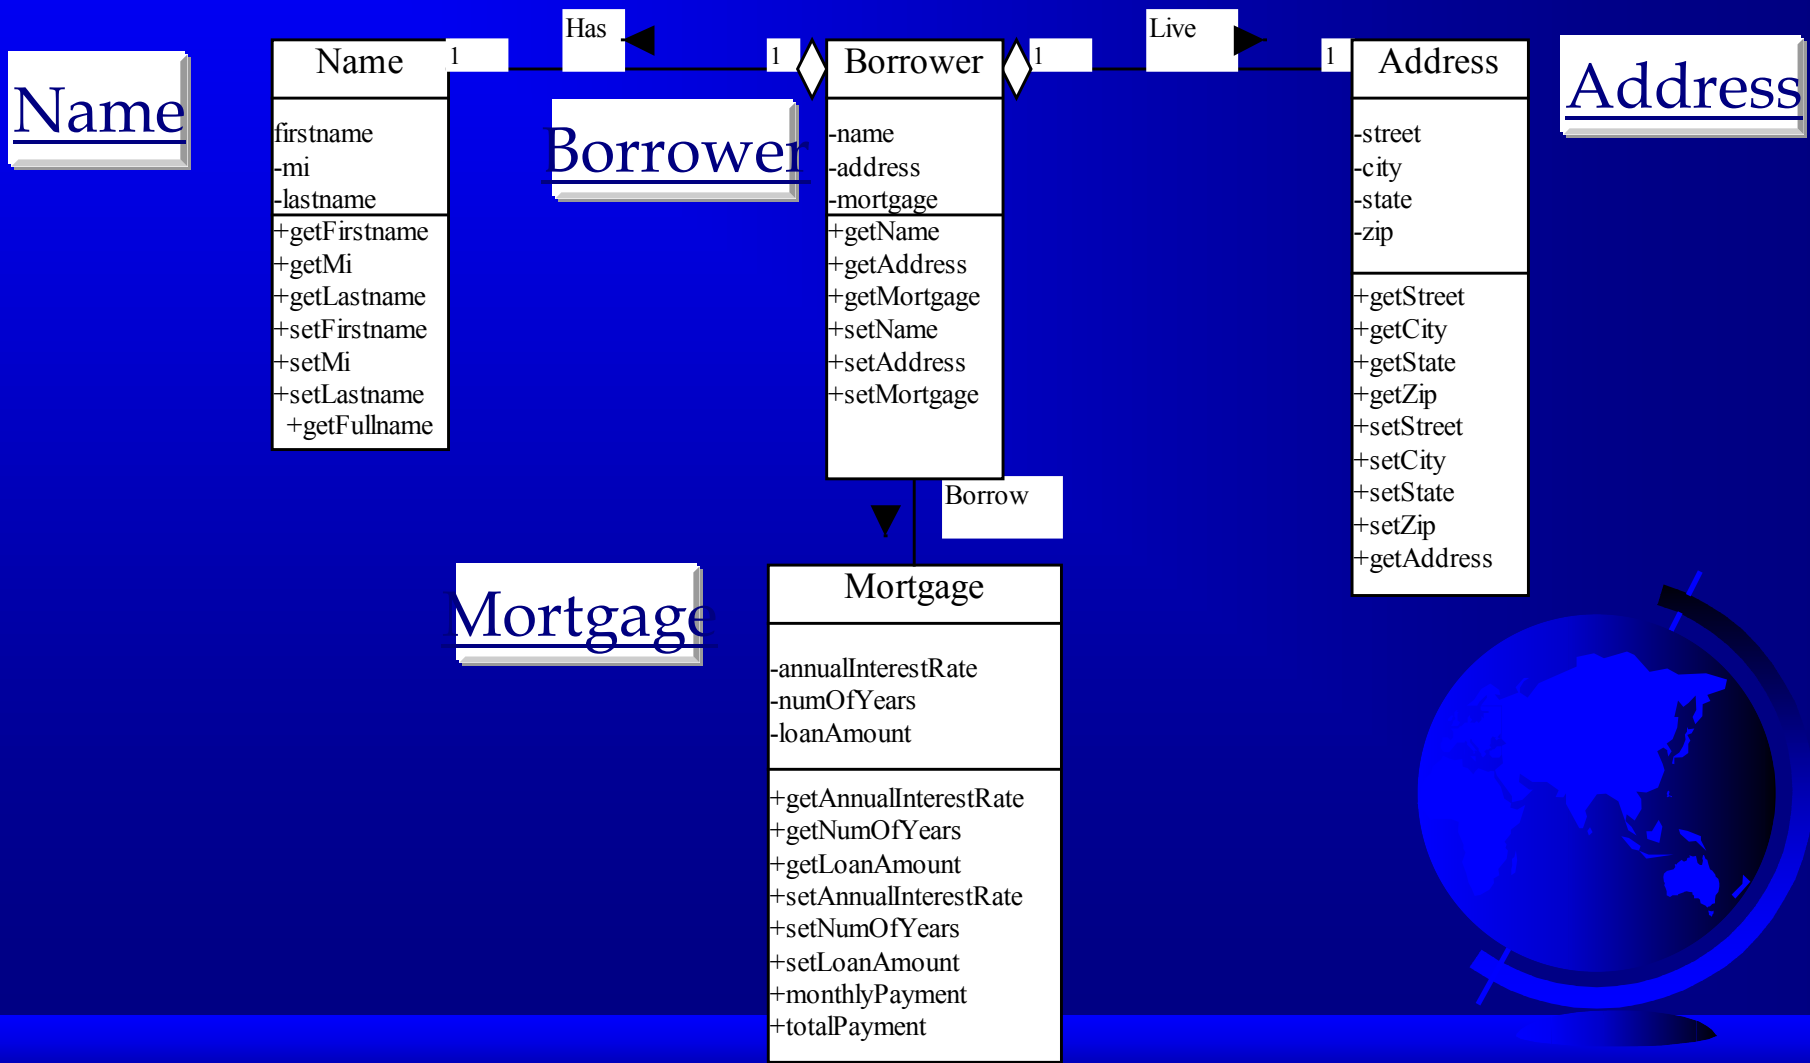 Name
Name
firstname
-mi
-lastname
+getFirstname
+getMi
+getLastname
+setFirstname
+setMi
+setLastname
+getFullname
1
Has
1
Borrower
Borrower
-name
-address
-mortgage
+getName
+getAddress
+getMortgage
+setName
+setAddress
+setMortgage
1
Live
1
Address
-street
-city
-state
-zip
+getStreet
+getCity
+getState
+getZip
+setStreet
+setCity
+setState
+setZip
+getAddress
Address
Borrow
Mortgage
Mortgage
-annualInterestRate
-numOfYears
-loanAmount
+getAnnualInterestRate
+getNumOfYears
+getLoanAmount
+setAnnualInterestRate
+setNumOfYears
+setLoanAmount
+monthlyPayment
+totalPayment